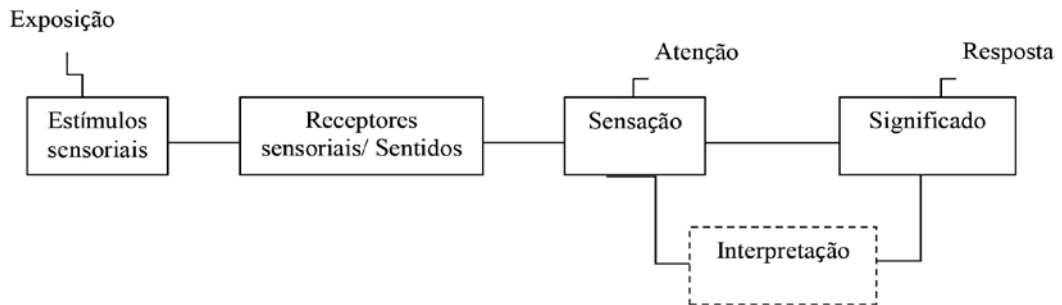 Exposição
Atenção
Resposta
Estímulos
sensoriais
Receptores
sensoriais/ Sentidos
Sensação
Significado
Interpretação